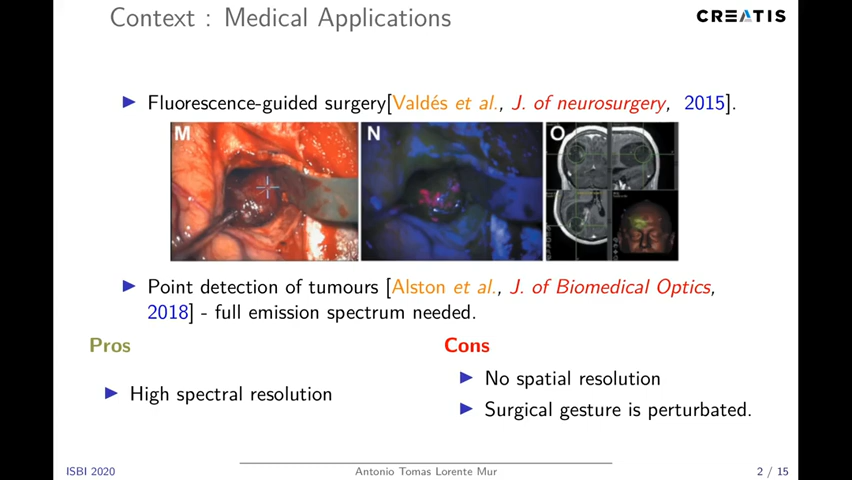 Context : Medical Applications
CREATIS
Fluorescence-guided surgery[Valdés et al., J. of neurosurgery, 2015].
M
N
O
Point detection of tumours [Alston et al., J. of Biomedical Optics,
2018] - full emission spectrum needed.
Pros
Cons
High spectral resolution
No spatial resolution
Surgical gesture is perturbated.
ISBI 2020
Antonio Tomas Lorente Mur
2 / 15